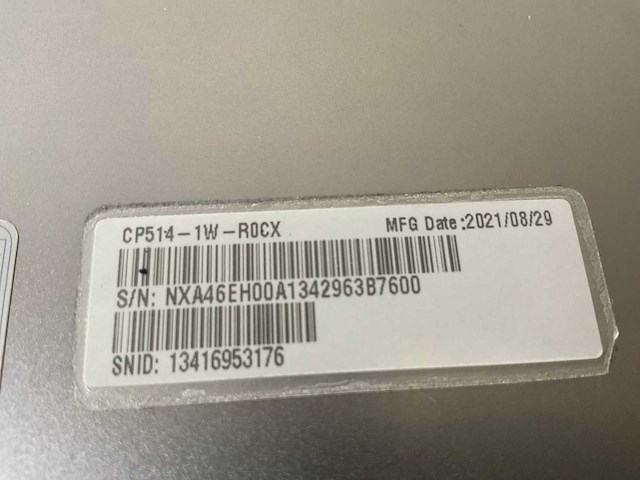 CP514-1W-R0CX MFG Date:2021/08/29
S/N: NXA46EH00A1342963B7600
SNID: 13416953176